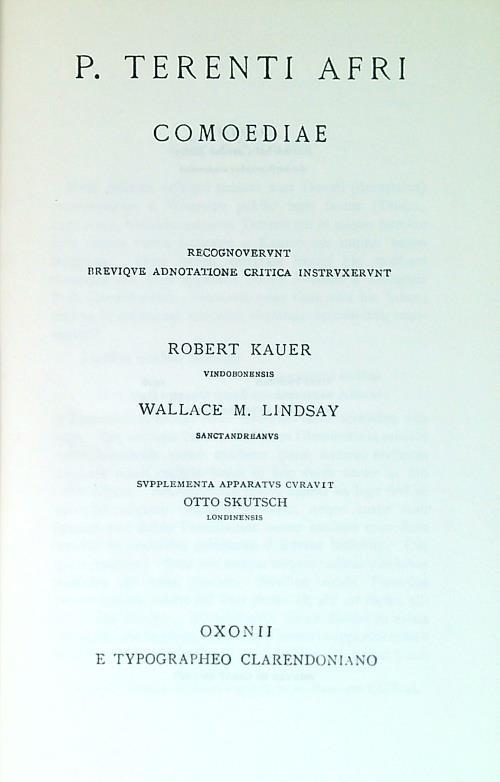 P. TERENTI AFRI
COMOEDIAE
RECOGNOVERVNT
BREVIQVE ADNOTATIONE CRITICA INSTRVXERVNT
ROBERT KAUER
VINDOBONENSIS
WALLACE M. LINDSAY
SANCTANDREANVS
SVPPLEMENTA APPARATVS CVRAVIT
OTTO SKUTSCH
LONDINENSIS
OXONII
E TYPOGRAPHEO CLARENDONIANO